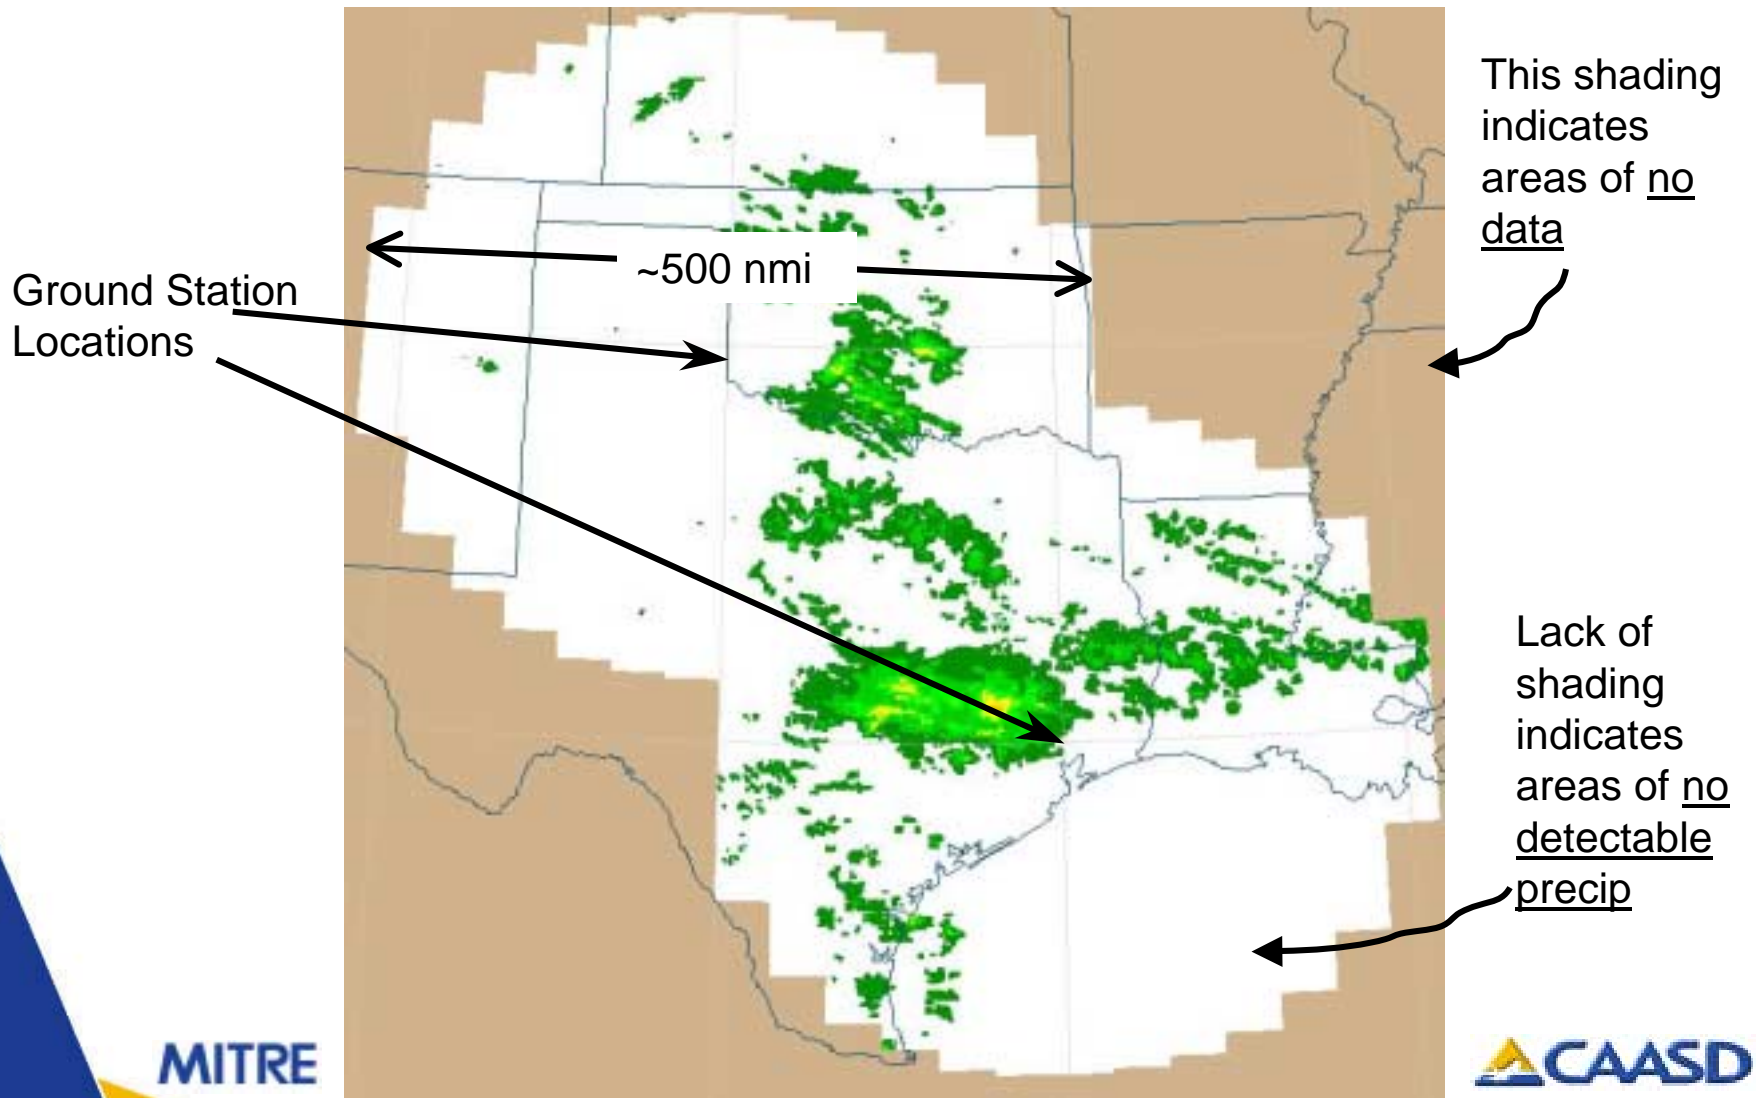 This shading
indicates
areas of no
data
~500 nmi
Ground Station
Locations
Lack of
shading
indicates
areas of no
detectable
precip
MITRE
CAASD